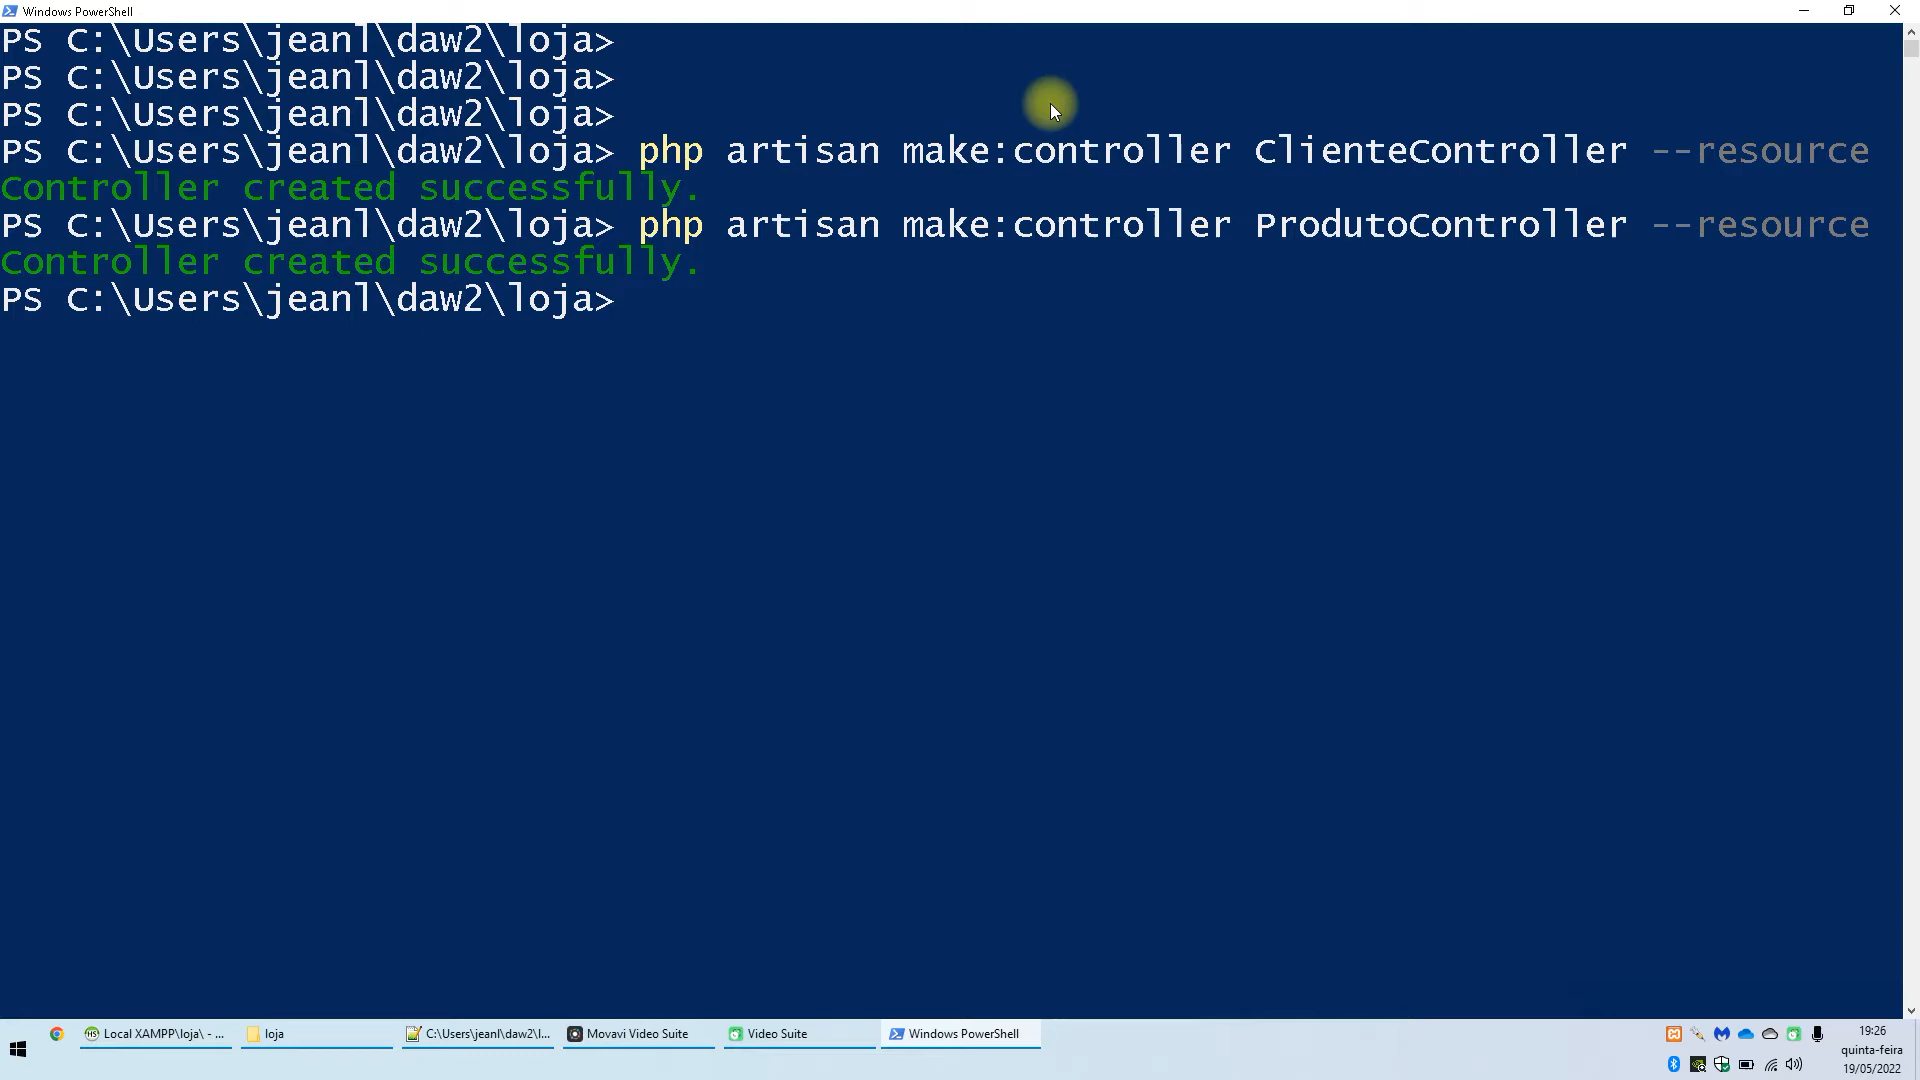 Windows PowerShell
PS C:\Users\jeanl\daw2\loja>
PS C:\Users\jeanl\daw2\loja>
PS C:\Users\jeanl\daw2\loja>
PS C:\Users\jeanl\daw2\loja> php artisan make:controller ClienteController --resource
Controller created successfully.
PS C:\Users\jeanl\daw2\loja> php artisan make:controller ProdutoController --resource
Controller created successfully.
PS C:\Users\jeanl\daw2\loja>
Local XAMPP\loja\ - ...
loja
C:\Users\jeanl\daw2\l...
Movavi Video Suite
Video Suite
Windows PowerShell
19:26
quinta-feira
19/05/2022